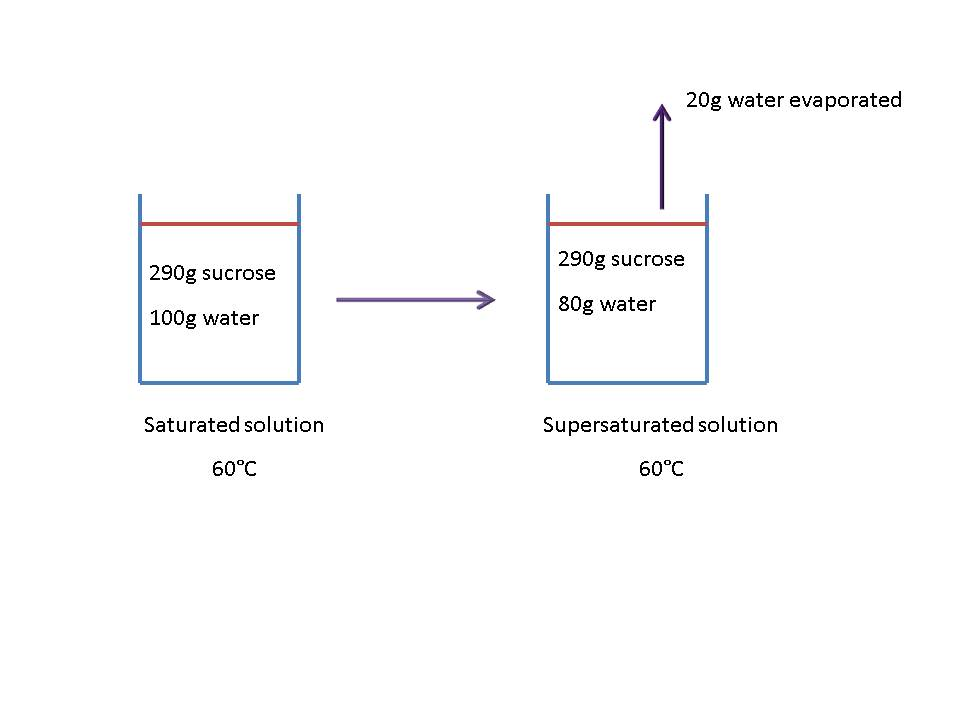 20g water evaporated
290g sucrose
100g water
290g sucrose
80g water
Saturated solution
60°C
Supersaturated solution
60°C